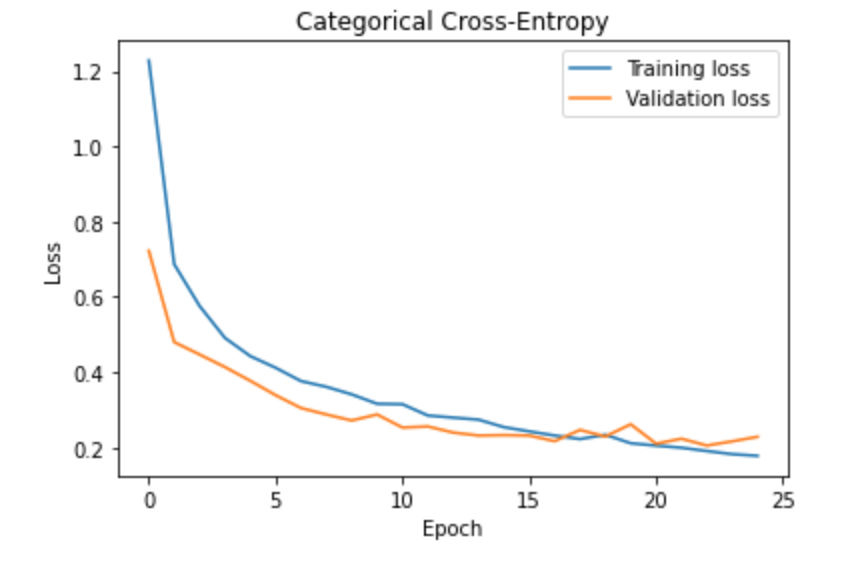 Categorical Cross-Entropy
Training loss
Validation loss
1.2
1.0
0.8
0.6
0.4
0.2
Loss
0 5 10 15 20 25
Epoch